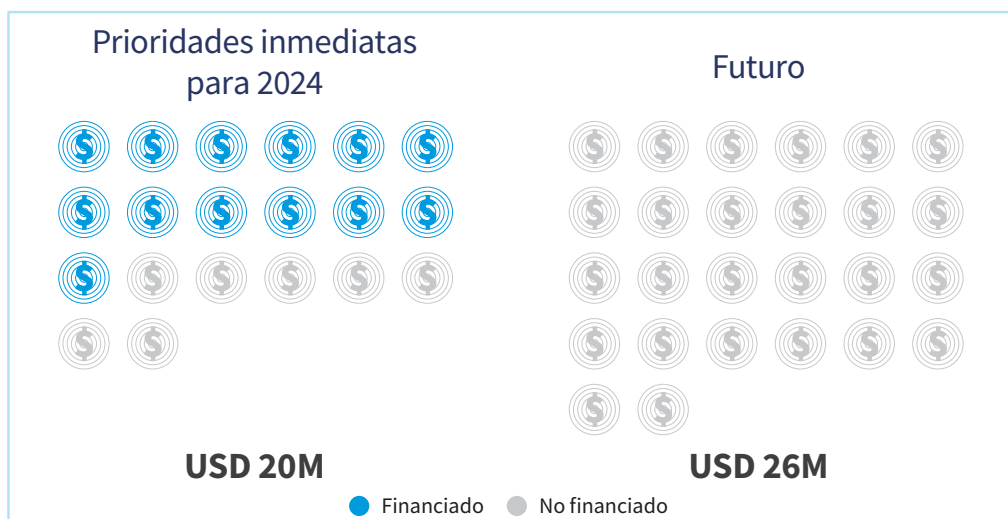 Prioridades inmediatas
para 2024
Futuro
$ $ $ $ $ $
$ $ $ $ $ $
$ $ $ $ $ $
$ $
$ $ $ $ $ $
$ $ $ $ $ $
$ $ $ $ $ $
$ $ $ $ $ $
$ $
USD 20M
USD 26M
Financiado
No financiado